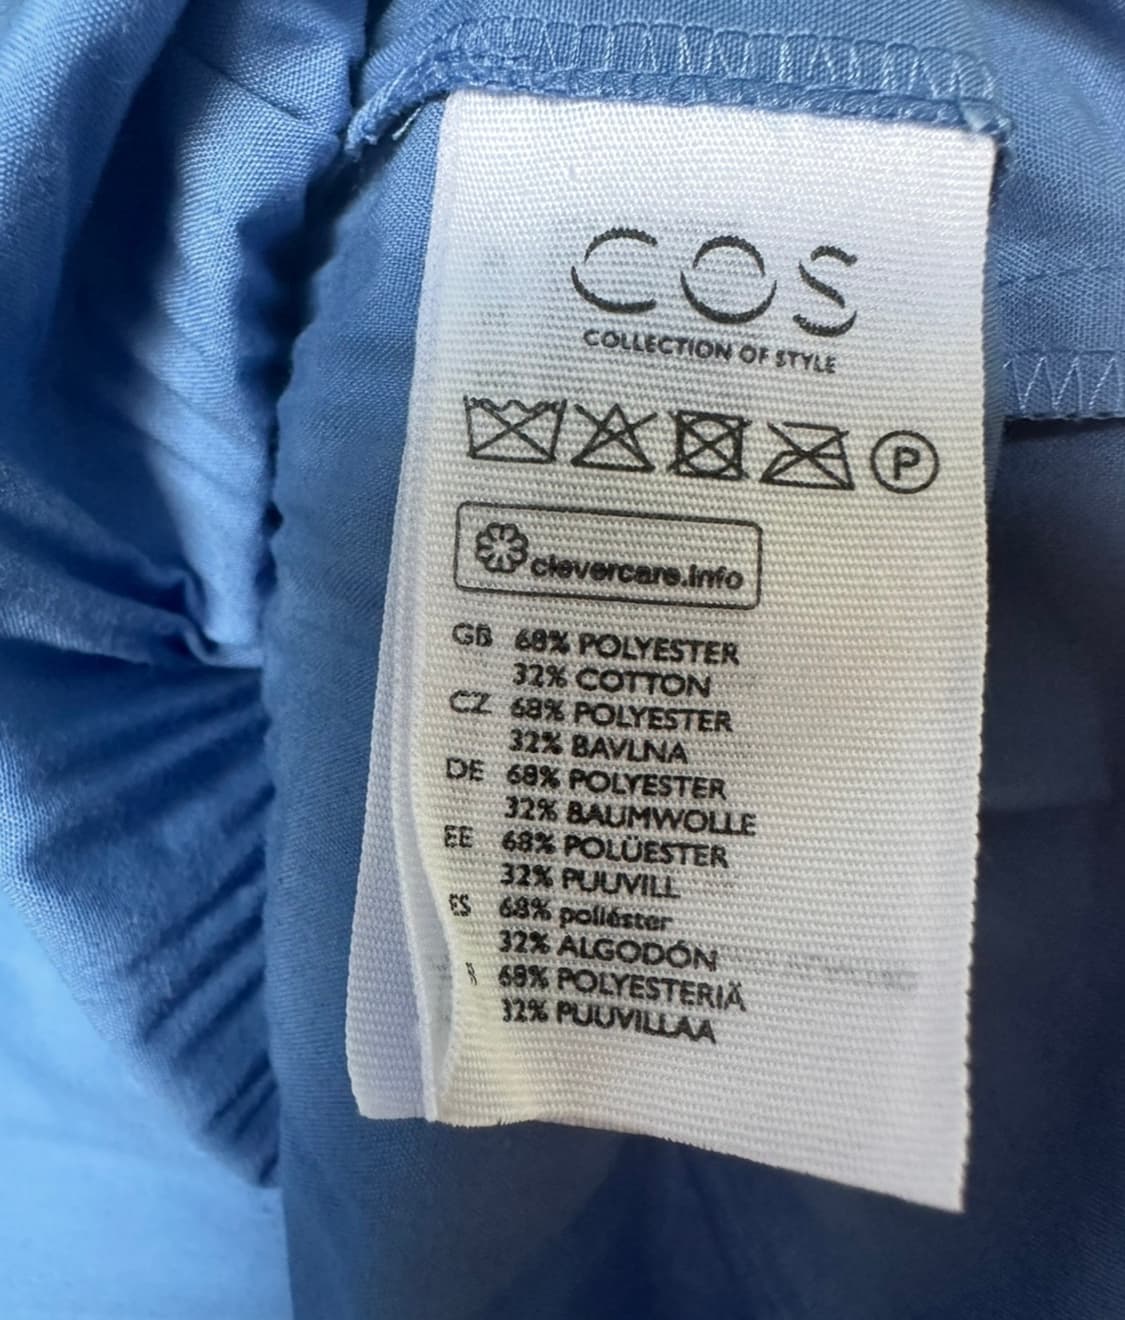 COS
COLLECTION OF STYLE
P
clevercare.info
GB 68% POLYESTER
32% COTTON
CZ 68% POLYESTER
32% BAVLNA
DE 68% POLYESTER
32% BAUMWOLLE
EE 68% POLÜESTER
32% PUUVILL
ES 68% poliéster
32% ALGODÓN
68% POLYESTERIÄ
32% PUUVILLAA